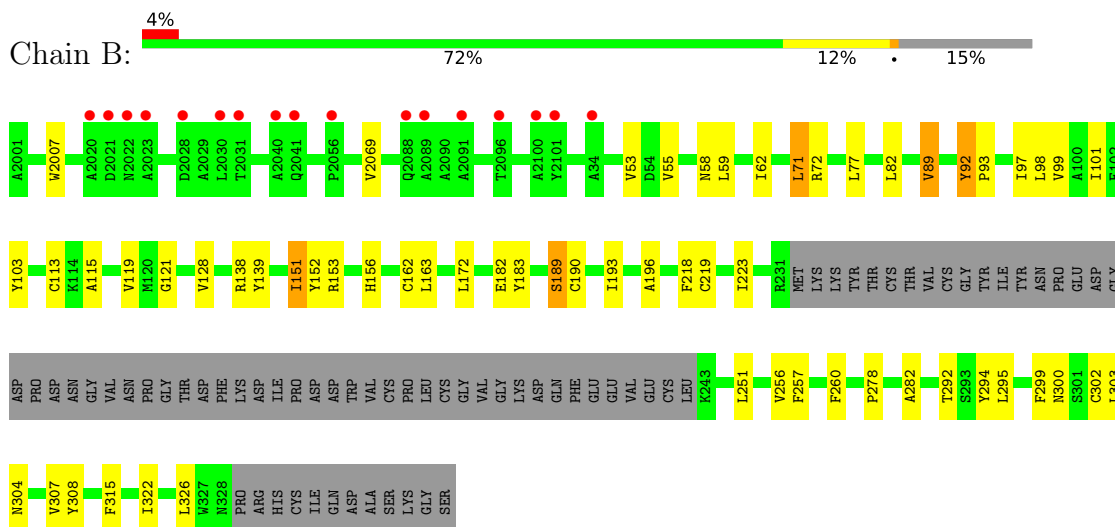 4%
Chain B:
72% 12% • 15%
A2001 W2007 A2020 D2021 N2022 A2023 D2028 A2029 L2030 T2031 A2040 Q2041 P2056 V2069 Q2088 A2089 A2090 A2091 T2096 A2100 Y2101 A34 V53 D54 V55 N58 L59 I62 L71 R72 L77 L82 V89 Y92 P93 I97 L98 V99 A100 I101
Y103 C113 K114 A115 V119 M120 G121 V128 R138 Y139 I151 Y152 R153 H156 C162 L163 L172 E182 Y183 S189 C190 I193 A196 F218 C219 I223 R231 MET LYS LYS TYR THR CYS THR VAL CYS GLY TYR ILE TYR ASN PRO GLU ASP
ASP PRO ASP ASP ASN GLY VAL ASN PRO GLY THR ASP PHE LYS ASP ILE PRO ASP ASP TRP VAL CYS PRO LEU CYS GLY VAL GLY LYS ASP GLN PHE GLU GLU VAL GLU CYS LEU K243 L251 V256 F257 F260 P278 A282 T292 S293 Y294 L295 F299 N300 S301 C302
N304 V307 Y308 F315 I322 L326 W327 N328 PRO ARG HIS CYS ILE GLN ASP ALA SER LYS GLY SER